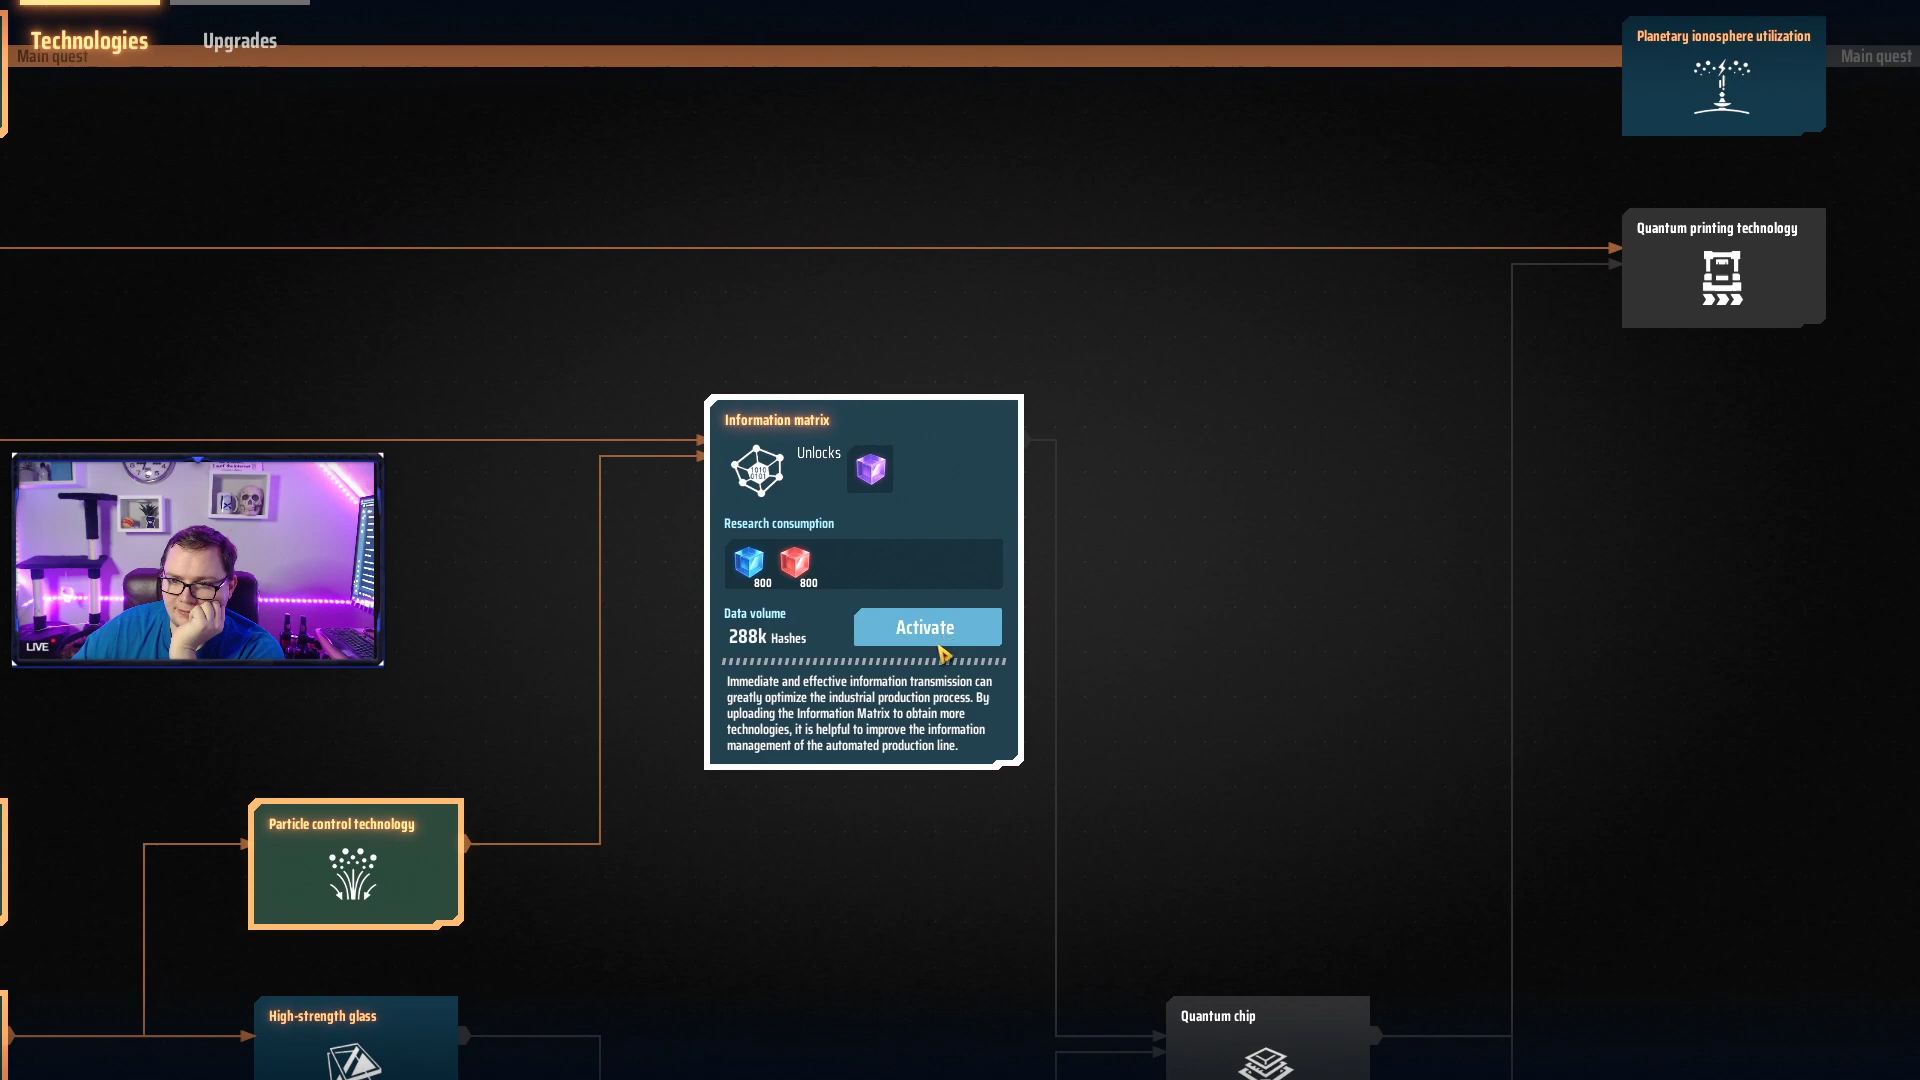 Technologies
Upgrades
Main quest
Planetary ionosphere utilization
Main quest
Quantum printing technology
Information matrix
Unlocks
1010
0101
Research consumption
800
800
Data volume
288k Hashes
Activate
Immediate and effective information transmission can
greatly optimize the industrial production process. By
uploading the Information Matrix to obtain more
technologies, it is helpful to improve the information
management of the automated production line.
LIVE
Particle control technology
High-strength glass
Quantum chip